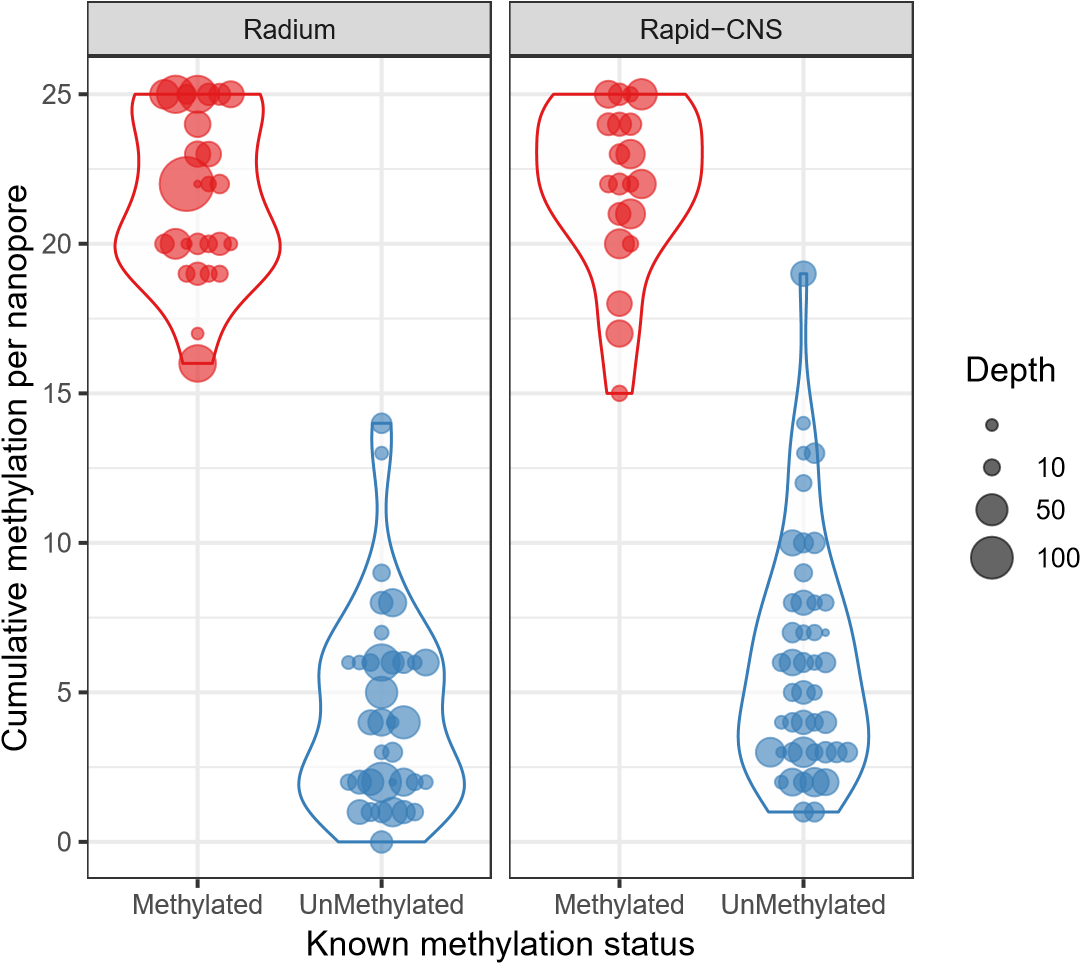 Radium
Rapid−CNS
Cumulative methylation per nanopore
25
20
15
10
5
0
Methylated
UnMethylated
Methylated
UnMethylated
Known methylation status
Depth
10
50
100